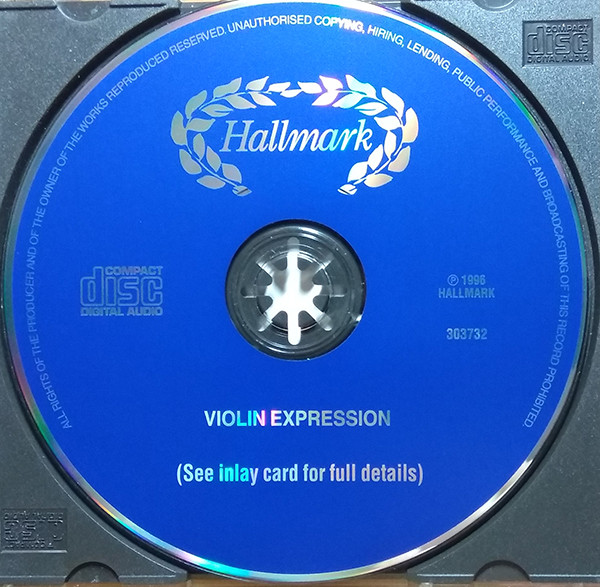 ALL RIGHTS OF THE PRODUCER AND OF THE OWNER OF THE WORKS REPRODUCED RESERVED. UNAUTHORISED COPYING, HIRING, LENDING, PUBLIC PERFORMANCE AND BROADCASTING OF THIS RECORD PROHIBITED
COMPACT
disc
DIGITAL AUDIO
Hallmark
COMPACT
disc
DIGITAL AUDIO
℗ 1996
HALLMARK
303732
VIOLIN EXPRESSION
(See inlay card for full details)